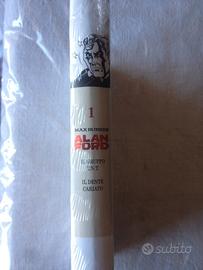 1
MAX BUNKER
ALAN
FORD
IL GRUPPO
T.N.T.
IL DENTE
CARIATO
subito